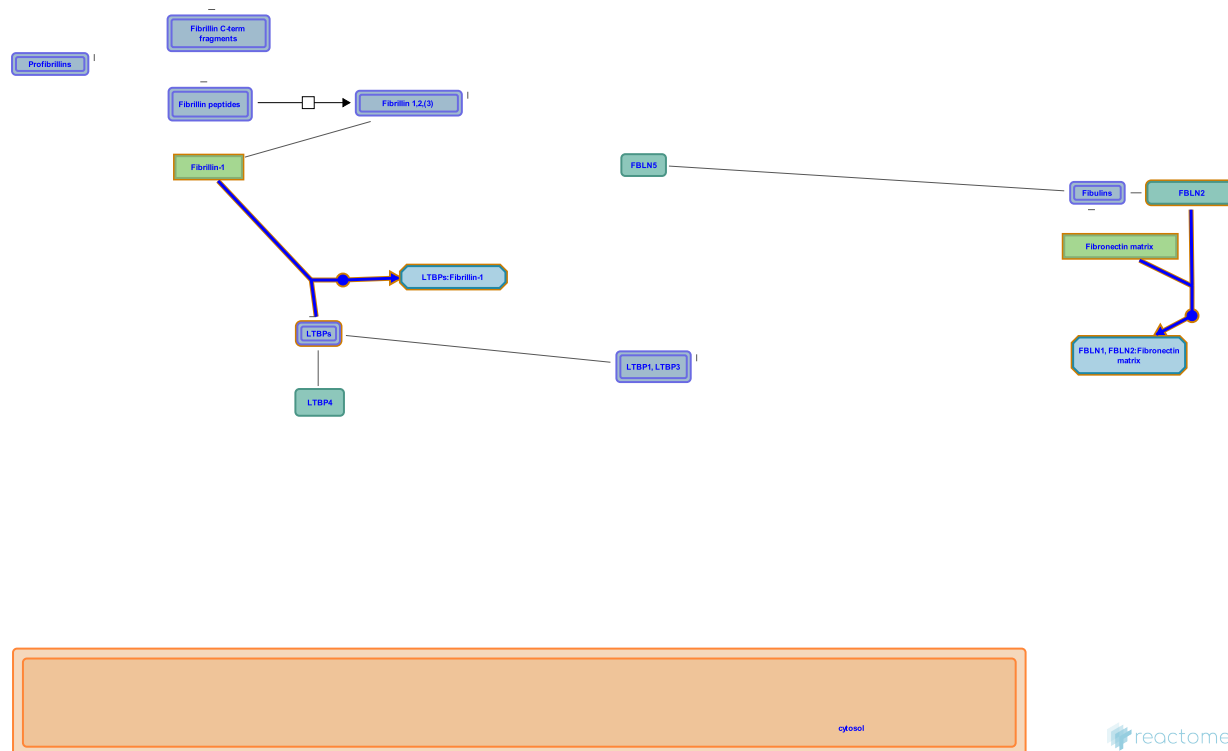 Fibrillin C-term
fragments
Profibrillins
Fibrillin peptides
Fibrillin 1,2,(3)
Fibrillin-1
FBLN5
Fibulins
FBLN2
Fibronectin matrix
LTBPs:Fibrillin-1
LTBPs
FBLN1, FBLN2:Fibronectin
matrix
LTBP1, LTBP3
LTBP4
cytosol
reactome